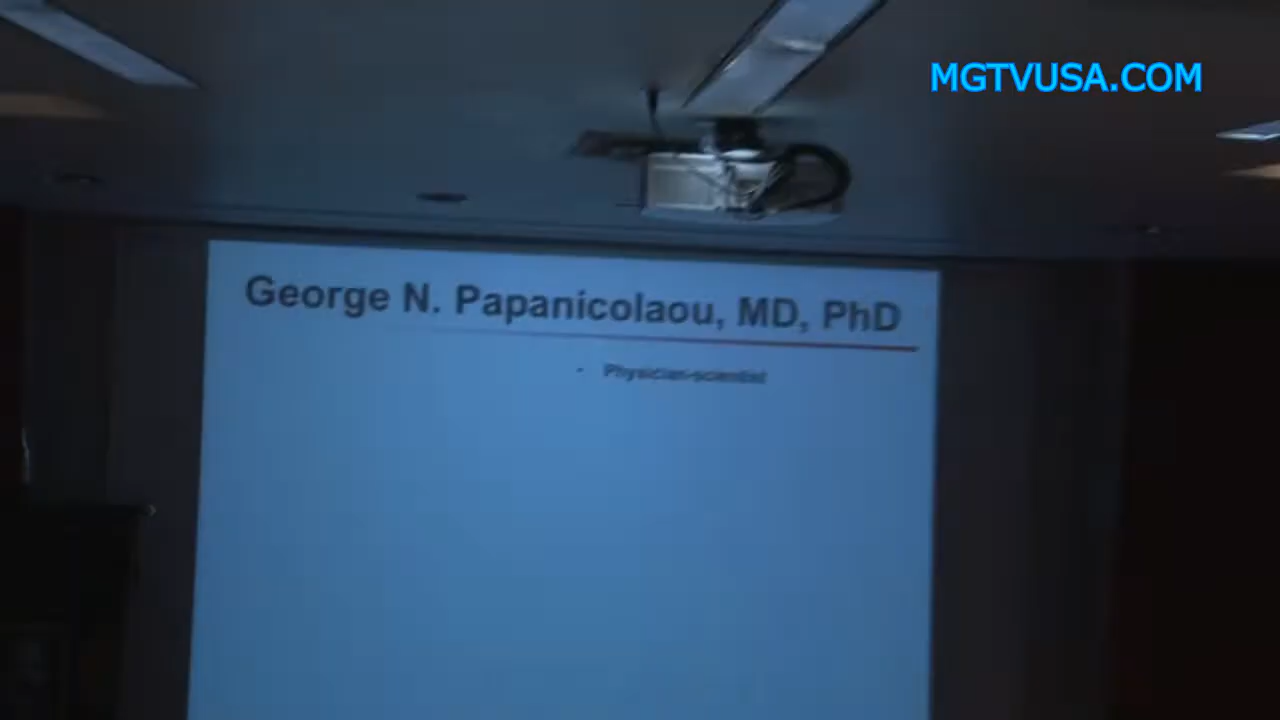 MGTVUSA.COM
George N. Papanicolaou, MD, PhD
• Physician-scientist